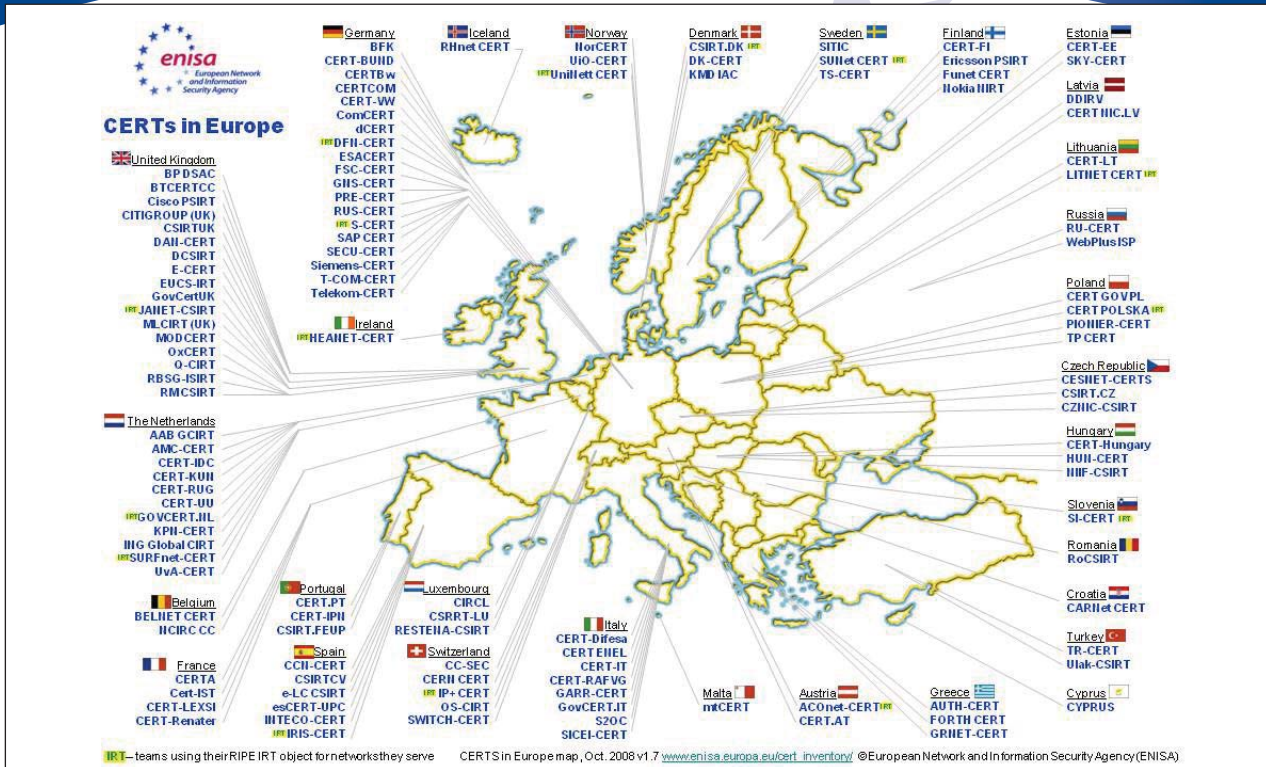 enisa
European Network
and Information
Security Agency
CERTs in Europe
Germany
BFK
CERT-BUND
CERTBw
CERTCOM
CERT-VW
ComCERT
dCERT
IRT DFN-CERT
ESACERT
FSC-CERT
GNS-CERT
PRE-CERT
RUS-CERT
IRT S-CERT
SAP CERT
SECU-CERT
Siemens-CERT
T-COM-CERT
Telekom-CERT
Iceland
RHnet CERT
Norway
NorCERT
UiO-CERT
IRT UniNett CERT
Denmark
CSIRT.DK IRT
DK-CERT
KMD IAC
Sweden
SITIC
SUNet CERT IRT
TS-CERT
Finland
CERT-FI
Ericsson PSIRT
Funet CERT
Nokia NIRT
Estonia
CERT-EE
SKY-CERT
Latvia
DDIRV
CERT NIC.LV
Lithuania
CERT-LT
LITNET CERT IRT
Russia
RU-CERT
WebPlus ISP
Poland
CERT GOV PL
CERT POLSKA IRT
PIONIER-CERT
TP CERT
Czech Republic
CESNET-CERTS
CSIRT.CZ
CZNIC-CSIRT
Hungary
CERT-Hungary
HUN-CERT
NIIF-CSIRT
Slovenia
SI-CERT IRT
Romania
RoCSIRT
Croatia
CARNet CERT
Turkey
TR-CERT
Ulak-CSIRT
Cyprus
CYPRUS
United Kingdom
BP DSAC
BTCERTCC
Cisco PSIRT
CITIGROUP (UK)
CSIRTUK
DAN-CERT
DCSIRT
E-CERT
EUCS-IRT
GovCertUK
IRT JANET-CSIRT
MLCIRT (UK)
MODCERT
OxCERT
Q-CIRT
RBSG-ISIRT
RMCSIRT
Ireland
IRT HEANET-CERT
The Netherlands
AAB GCIRT
AMC-CERT
CERT-IDC
CERT-KUN
CERT-RUG
CERT-UU
IRT GOVCERT.NL
KPN-CERT
ING Global CIRT
IRT SURFnet-CERT
UvA-CERT
Belgium
BELNET CERT
NCIRC CC
France
CERTA
Cert-IST
CERT-LEXSI
CERT-Renater
Portugal
CERT.PT
CERT-IPN
CSIRT.FEUP
Spain
CCN-CERT
CSIRTCV
e-LC CSIRT
esCERT-UPC
INTECO-CERT
IRT IRIS-CERT
Luxembourg
CIRCL
CSRRT-LU
RESTENA-CSIRT
Switzerland
CC-SEC
CERN CERT
IRT IP+ CERT
OS-CIRT
SWITCH-CERT
Italy
CERT-Difesa
CERT ENEL
CERT-IT
CERT-RAFVG
GARR-CERT
GovCERT.IT
S2OC
SICEI-CERT
Malta
mtCERT
Austria
ACOnet-CERT IRT
CERT.AT
Greece
AUTH-CERT
FORTH CERT
GRNET-CERT
IRT – teams using their RIPE IRT object for networks they serve CERTS in Europe map, Oct. 2008 v1.7 www.enisa.europa.eu/cert_inventory/ ©European Network and Information Security Agency (ENISA)